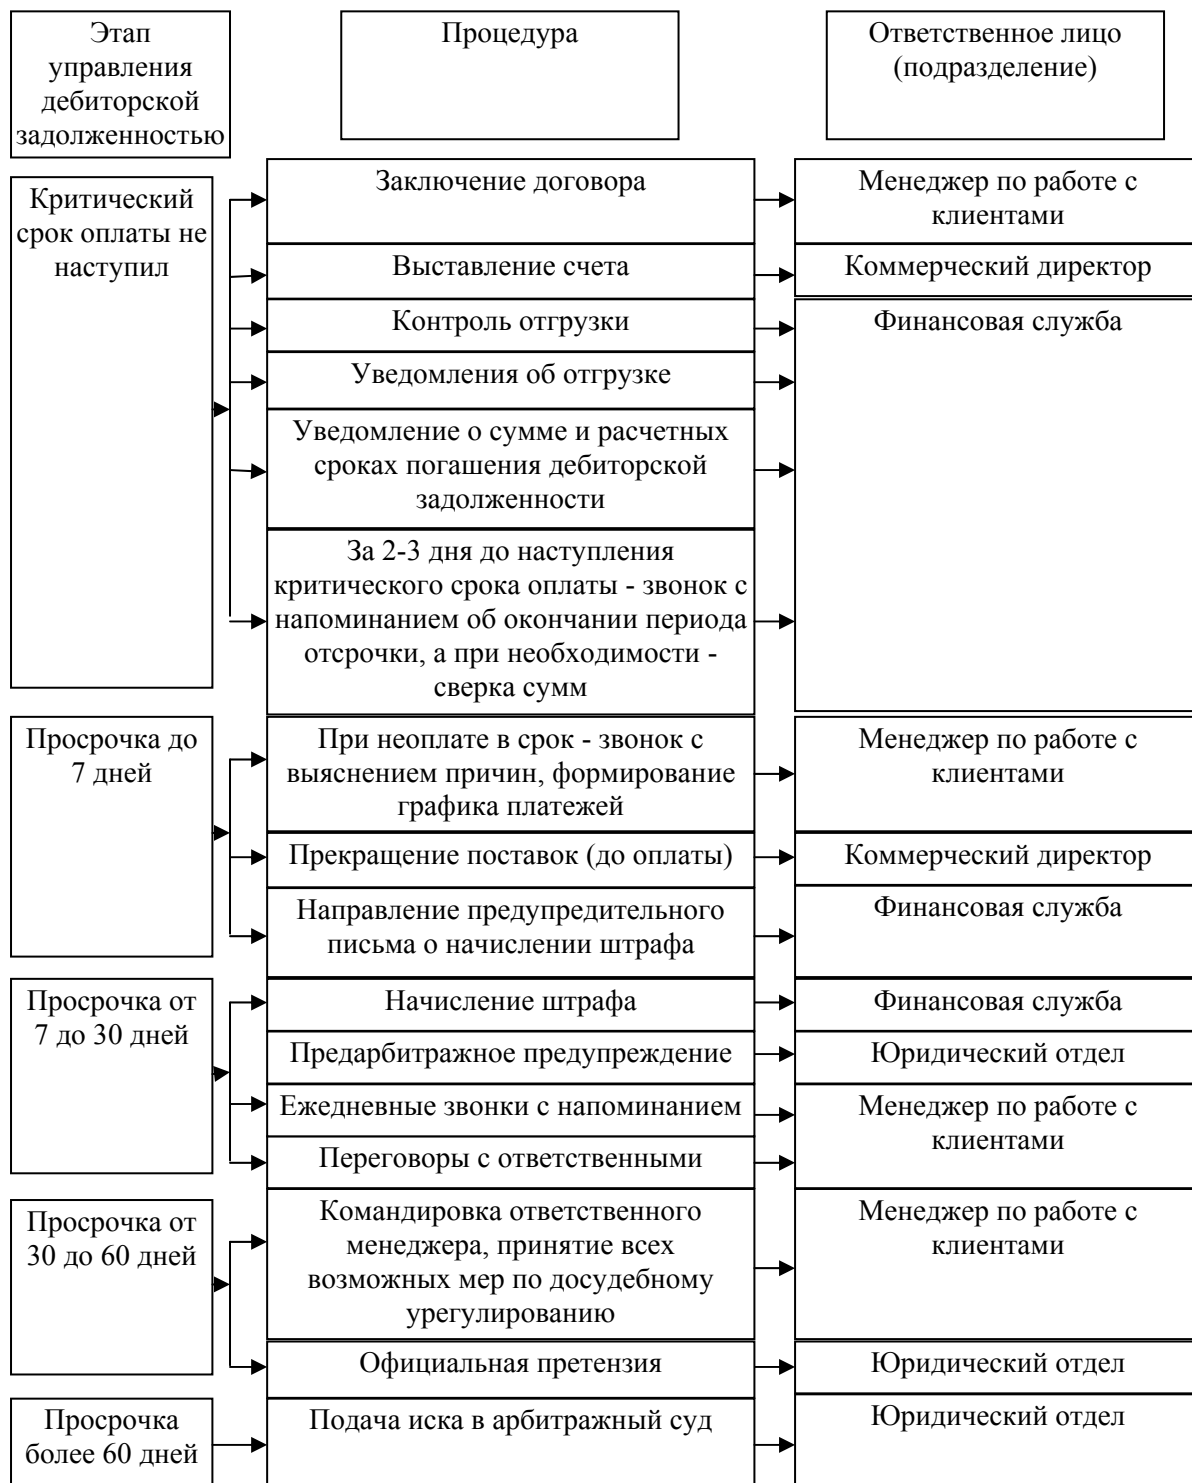 Этап
управления
дебиторской
задолженностью
Процедура
Ответственное лицо
(подразделение)
Критический
срок оплаты не
наступил
Заключение договора
Менеджер по работе с
клиентами
Выставление счета
Коммерческий директор
Контроль отгрузки
Финансовая служба
Уведомления об отгрузке
Уведомление о сумме и расчетных
сроках погашения дебиторской
задолженности
За 2-3 дня до наступления
критического срока оплаты - звонок с
напоминанием об окончании периода
отсрочки, а при необходимости -
сверка сумм
Просрочка до
7 дней
При неоплате в срок - звонок с
выяснением причин, формирование
графика платежей
Менеджер по работе с
клиентами
Прекращение поставок (до оплаты)
Коммерческий директор
Направление предупредительного
письма о начислении штрафа
Финансовая служба
Просрочка от
7 до 30 дней
Начисление штрафа
Финансовая служба
Предарбитражное предупреждение
Юридический отдел
Ежедневные звонки с напоминанием
Менеджер по работе с
клиентами
Переговоры с ответственными
Просрочка от
30 до 60 дней
Командировка ответственного
менеджера, принятие всех
возможных мер по досудебному
урегулированию
Менеджер по работе с
клиентами
Официальная претензия
Юридический отдел
Просрочка
более 60 дней
Подача иска в арбитражный суд
Юридический отдел